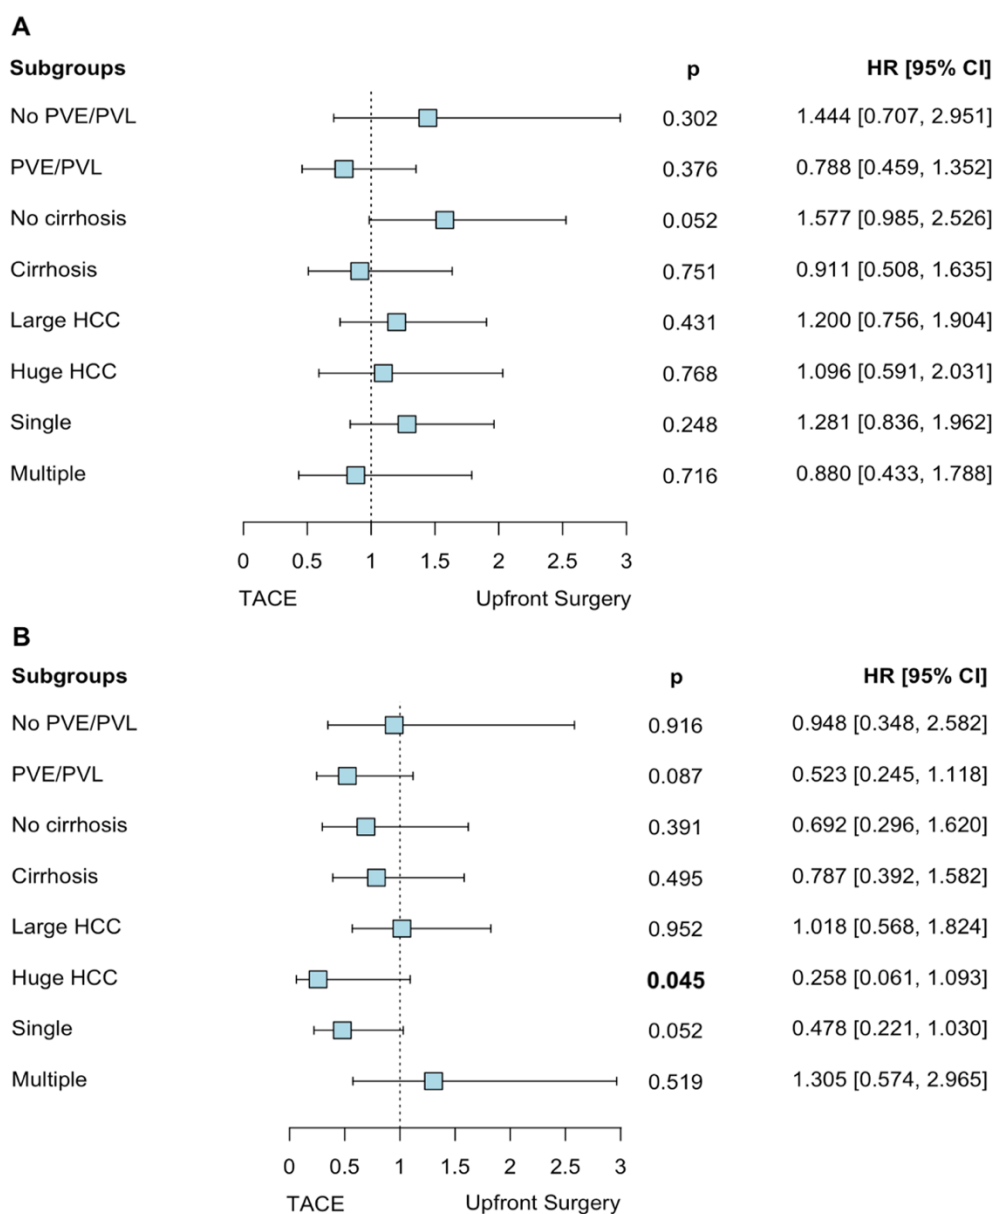 A
Subgroups p HR [95% CI]
No PVE/PVL 0.302 1.444 [0.707, 2.951]
PVE/PVL 0.376 0.788 [0.459, 1.352]
No cirrhosis 0.052 1.577 [0.985, 2.526]
Cirrhosis 0.751 0.911 [0.508, 1.635]
Large HCC 0.431 1.200 [0.756, 1.904]
Huge HCC 0.768 1.096 [0.591, 2.031]
Single 0.248 1.281 [0.836, 1.962]
Multiple 0.716 0.880 [0.433, 1.788]
0 0.5 1 1.5 2 2.5 3
TACE Upfront Surgery
B
Subgroups p HR [95% CI]
No PVE/PVL 0.916 0.948 [0.348, 2.582]
PVE/PVL 0.087 0.523 [0.245, 1.118]
No cirrhosis 0.391 0.692 [0.296, 1.620]
Cirrhosis 0.495 0.787 [0.392, 1.582]
Large HCC 0.952 1.018 [0.568, 1.824]
Huge HCC 0.045 0.258 [0.061, 1.093]
Single 0.052 0.478 [0.221, 1.030]
Multiple 0.519 1.305 [0.574, 2.965]
0 0.5 1 1.5 2 2.5 3
TACE Upfront Surgery